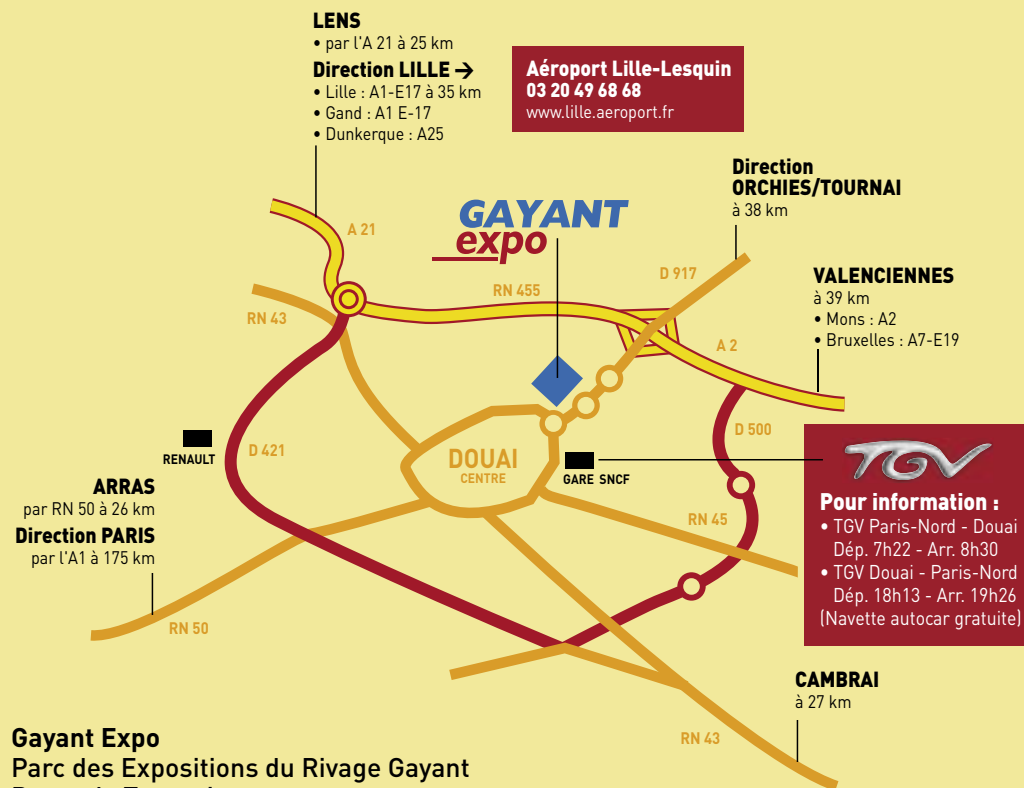 LENS
• par l'A 21 à 25 km
Direction LILLE →
• Lille : A1-E17 à 35 km
• Gand : A1 E-17
• Dunkerque : A25
Aéroport Lille-Lesquin
03 20 49 68 68
www.lille.aeroport.fr
Direction
ORCHIES/TOURNAI
à 38 km
GAYANT
expo
A 21
D 917
RN 455
RN 43
VALENCIENNES
à 39 km
• Mons : A2
• Bruxelles : A7-E19
A 2
D 500
D 421
RENAULT
DOUAI
CENTRE
GARE SNCF
TGV
Pour information :
• TGV Paris-Nord - Douai
Dép. 7h22 - Arr. 8h30
• TGV Douai - Paris-Nord
Dép. 18h13 - Arr. 19h26
(Navette autocar gratuite)
ARRAS
par RN 50 à 26 km
Direction PARIS
par l'A1 à 175 km
RN 45
RN 50
CAMBRAI
à 27 km
RN 43
Gayant Expo
Parc des Expositions du Rivage Gayant